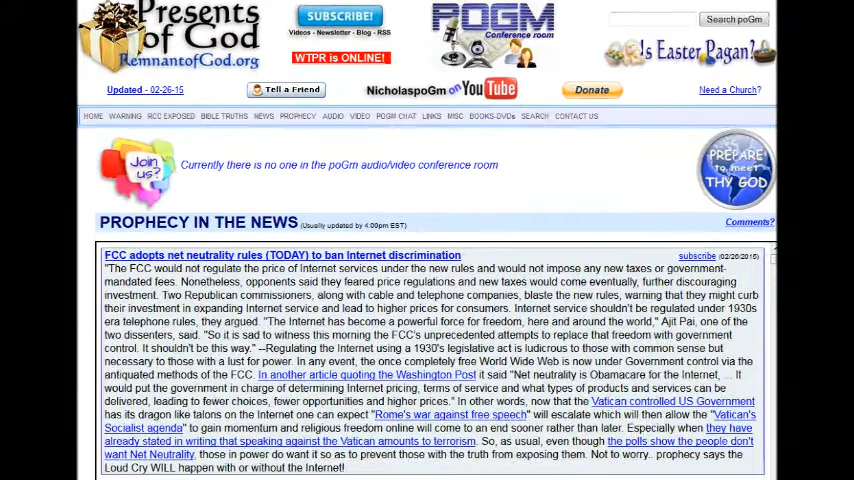 Presents
of God
RemnantofGod.org
SUBSCRIBE!
Videos - Newsletter - Blog - RSS
WTPR is ONLINE!
POGM
Conference room
Search poGm
Is Easter Pagan?
Updated - 02-26-15
Tell a Friend
NicholaspoGm on YouTube
Donate
Need a Church?
HOME WARNING RCC EXPOSED BIBLE TRUTHS NEWS PROPHECY AUDIO VIDEO POGM CHAT LINKS MISC BOOKS-DVDs SEARCH CONTACT US
Join us?
Currently there is no one in the poGm audio/video conference room
PREPARE
to meet
THY GOD
PROPHECY IN THE NEWS (Usually updated by 4:00pm EST)
Comments?
FCC adopts net neutrality rules (TODAY) to ban Internet discrimination
subscribe (02/26/2015)
"The FCC would not regulate the price of Internet services under the new rules and would not impose any new taxes or government-
mandated fees. Nonetheless, opponents said they feared price regulations and new taxes would come eventually, further discouraging
investment. Two Republican commissioners, along with cable and telephone companies, blast the new rules, warning that they might curb
their investment in expanding Internet service and lead to higher prices for consumers. Internet service shouldn't be regulated under 1930s
era telephone rules, they argued. "The Internet has become a powerful force for freedom, here and around the world," Ajit Pai, one of the
two dissenters, said. "So it is sad to witness this morning the FCC's unprecedented attempts to replace that freedom with government
control. It shouldn't be this way." --Regulating the Internet using a 1930's legislative act is ludicrous to those with common sense but
necessary to those with a lust for power. In any event, the once completely free World Wide Web is now under Government control via the
antiquated methods of the FCC. In another article quoting the Washington Post it said "Net neutrality is Obamacare for the Internet, ... It
would put the government in charge of determining Internet pricing, terms of service and what types of products and services can be
delivered, leading to fewer choices, fewer opportunities and higher prices." In other words, now that the Vatican controlled US Government
has its dragon like talons on the Internet one can expect "Rome's war against free speech" will escalate which will then allow the "Vatican's
Socialist agenda" to gain momentum and religious freedom online will come to an end sooner rather than later. Especially when they have
already stated in writing that speaking against the Vatican amounts to terrorism. So, as usual, even though the polls show the people don't
want Net Neutrality, those in power do want it so as to prevent those with the truth from exposing them. Not to worry.. prophecy says the
Loud Cry WILL happen with or without the Internet!